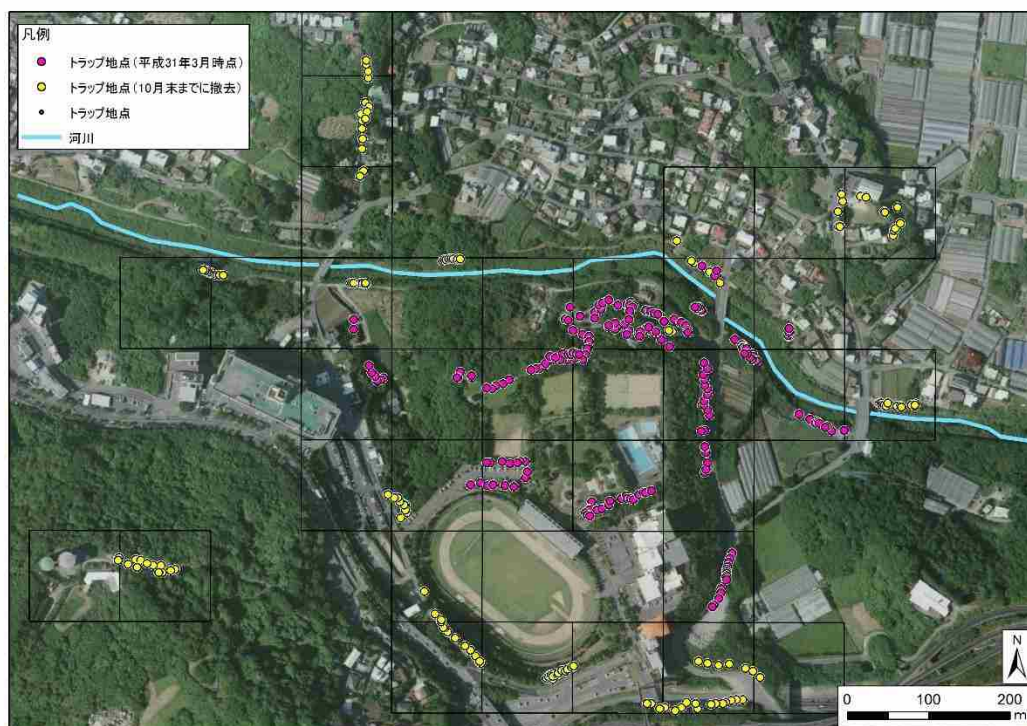 凡例
トラップ地点(平成31年3月時点)
トラップ地点(10月末までに撤去)
トラップ地点
河川
N
0 100 200
m